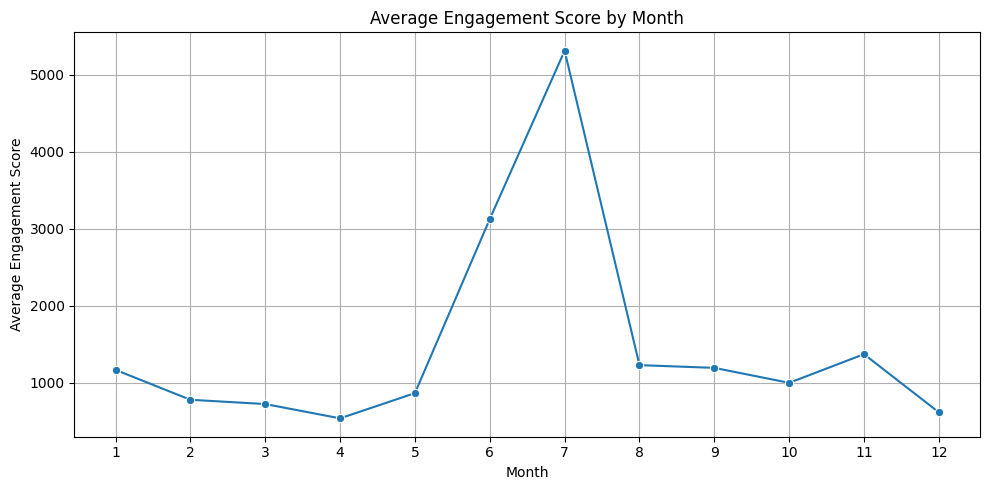 Average Engagement Score by Month
Average Engagement Score
5000
4000
3000
2000
1000
1 2 3 4 5 6 7 8 9 10 11 12
Month